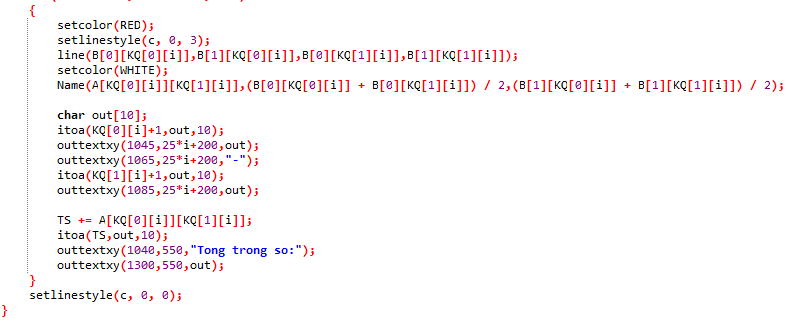 {
setcolor(RED);
setlinestyle(c, 0, 3);
line(B[0][KQ[0][i]],B[1][KQ[0][i]],B[0][KQ[1][i]],B[1][KQ[1][i]]);
setcolor(WHITE);
Name(A[KQ[0][i]][KQ[1][i]],(B[0][KQ[0][i]] + B[0][KQ[1][i]]) / 2,(B[1][KQ[0][i]] + B[1][KQ[1][i]]) / 2);
char out[10];
itoa(KQ[0][i]+1,out,10);
outtextxy(1045,25*i+200,out);
outtextxy(1065,25*i+200,"-");
itoa(KQ[1][i]+1,out,10);
outtextxy(1085,25*i+200,out);
TS += A[KQ[0][i]][KQ[1][i]];
itoa(TS,out,10);
outtextxy(1040,550,"Tong trong so:");
outtextxy(1300,550,out);
}
setlinestyle(c, 0, 0);
}